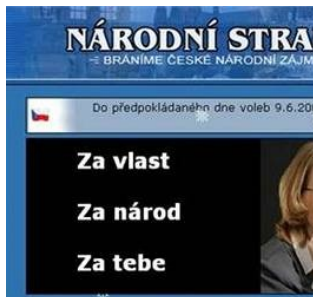 NÁRODNÍ STRA
BRÁNÍME ČESKÉ NÁRODNÍ ZÁJM
Do předpokládaného dne voleb 9.6.20
Za vlast
Za národ
Za tebe